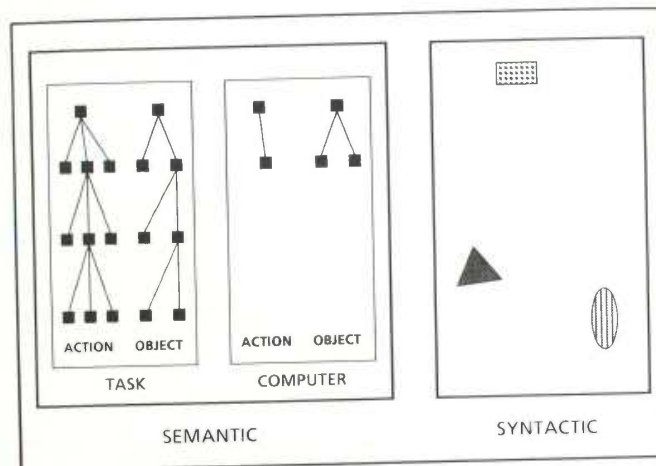 ACTION OBJECT
TASK
ACTION OBJECT
COMPUTER
SEMANTIC
SYNTACTIC